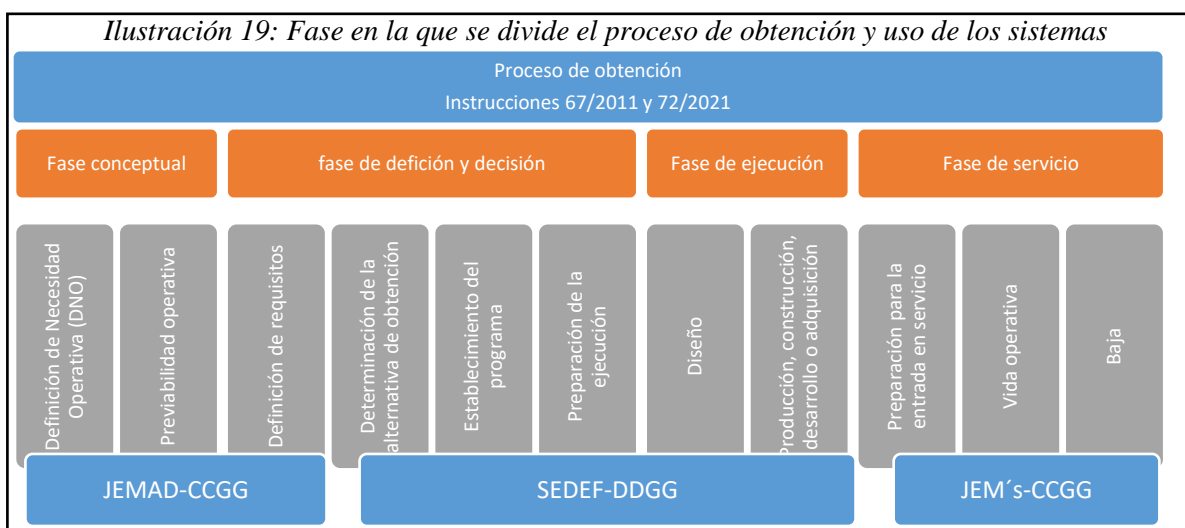 Ilustración 19: Fase en la que se divide el proceso de obtención y uso de los sistemas
Proceso de obtención
Instrucciones 67/2011 y 72/2021
Fase conceptual
fase de defición y decisión
Fase de ejecución
Fase de servicio
Definición de Necesidad
Operativa (DNO)
Previabilidad operativa
Definición de requisitos
Determinación de la
alternativa de obtención
Establecimiento del
programa
Preparación de la
ejecución
Diseño
Producción, construcción,
desarrollo o adquisición
Preparación para la
entrada en servicio
Vida operativa
Baja
JEMAD-CCGG
SEDEF-DDGG
JEM´s-CCGG